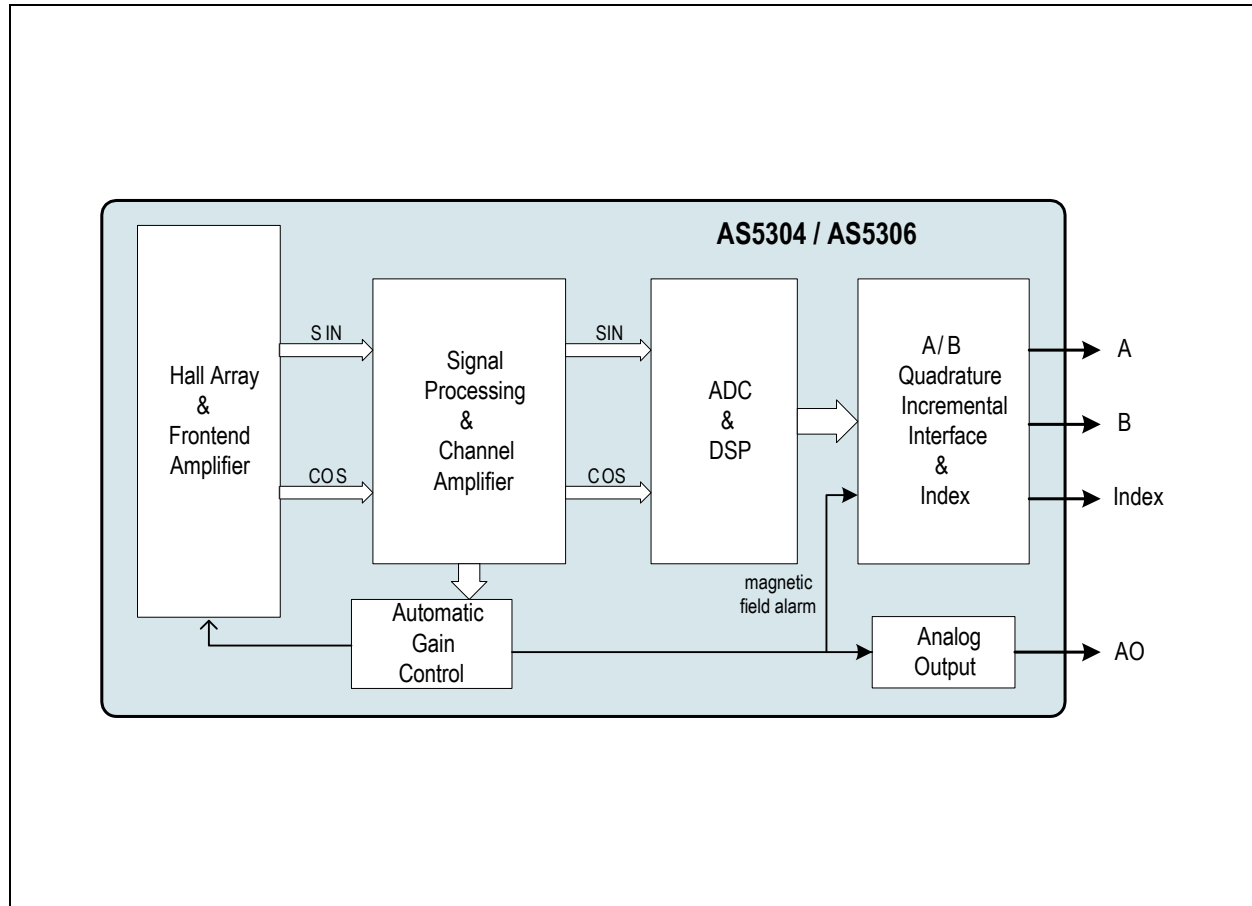 AS5304 / AS5306
Hall Array
&
Frontend
Amplifier
SIN
COS
Signal
Processing
&
Channel
Amplifier
SIN
COS
ADC
&
DSP
A/B
Quadrature
Incremental
Interface
&
Index
A
B
Index
Automatic
Gain
Control
magnetic
field alarm
Analog
Output
AO